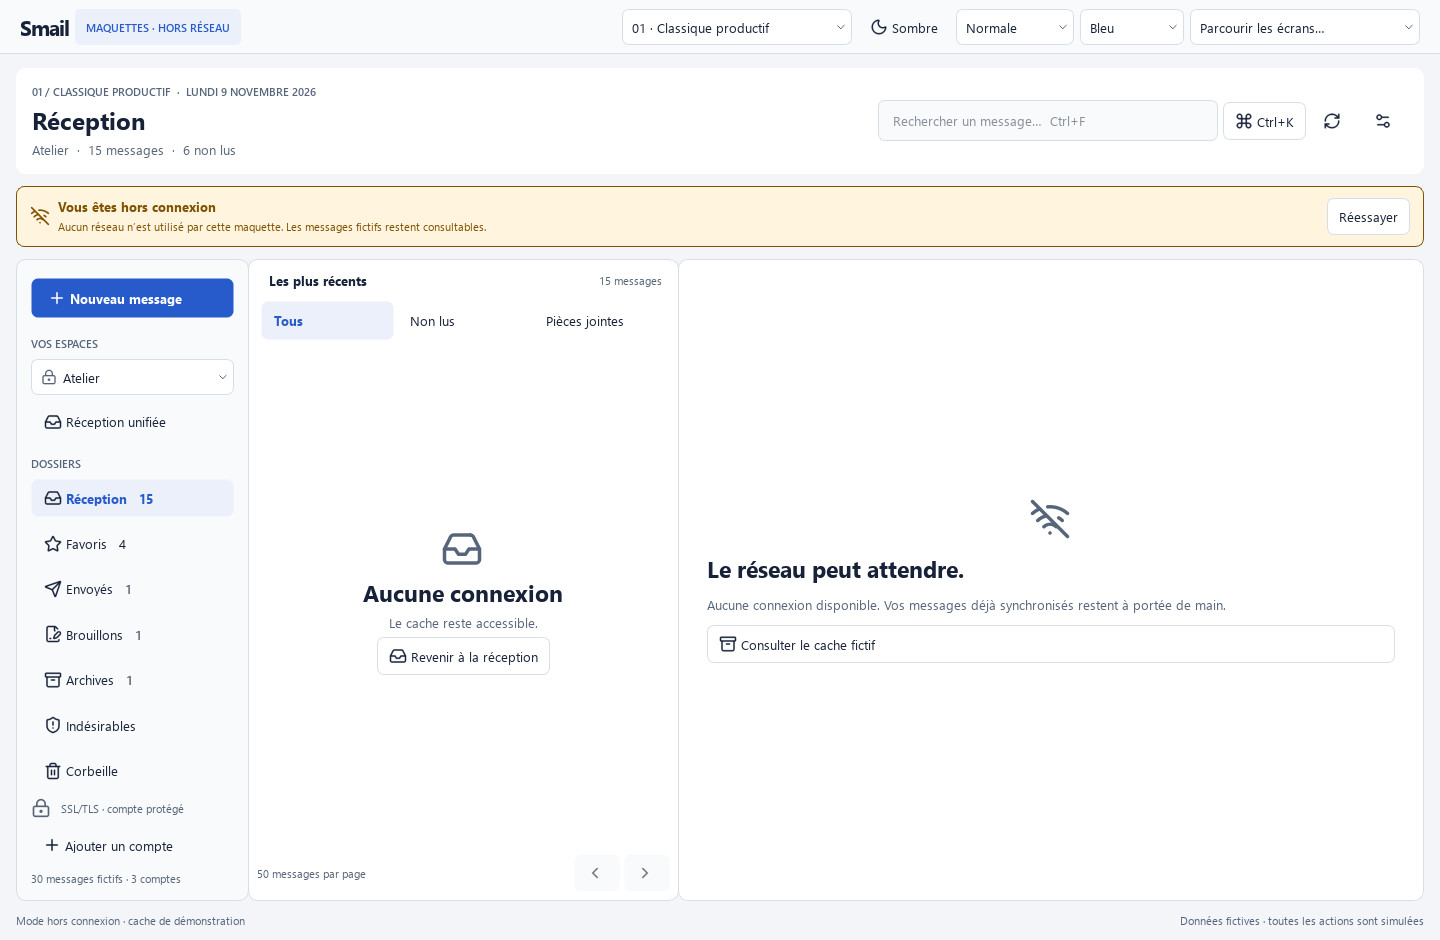 Smail
MAQUETTES · HORS RÉSEAU
01 · Classique productif
Sombre
Normale
Bleu
Parcourir les écrans...
01 / CLASSIQUE PRODUCTIF · LUNDI 9 NOVEMBRE 2026
Réception
Atelier · 15 messages · 6 non lus
Rechercher un message... Ctrl+F
Ctrl+K
Vous êtes hors connexion
Aucun réseau n'est utilisé par cette maquette. Les messages fictifs restent consultables.
Réessayer
Nouveau message
VOS ESPACES
Atelier
Réception unifiée
DOSSIERS
Réception 15
Favoris 4
Envoyés 1
Brouillons 1
Archives 1
Indésirables
Corbeille
SSL/TLS · compte protégé
Ajouter un compte
30 messages fictifs · 3 comptes
Les plus récents
15 messages
Tous
Non lus
Pièces jointes
Aucune connexion
Le cache reste accessible.
Revenir à la réception
50 messages par page
Le réseau peut attendre.
Aucune connexion disponible. Vos messages déjà synchronisés restent à portée de main.
Consulter le cache fictif
Mode hors connexion · cache de démonstration
Données fictives · toutes les actions sont simulées